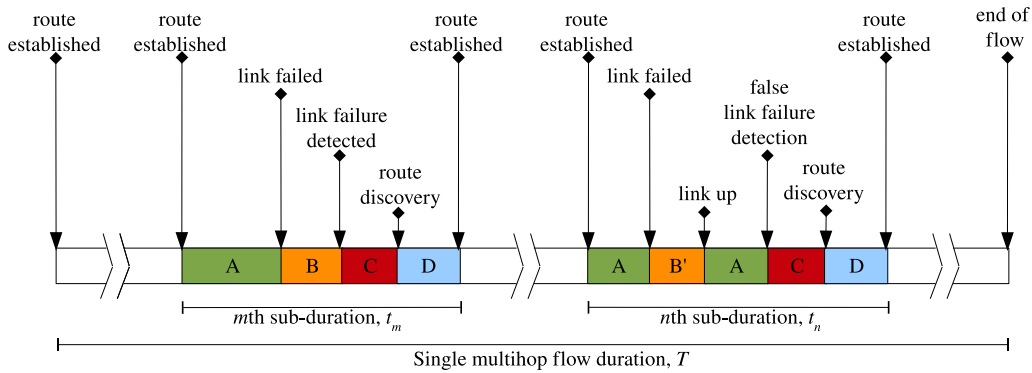 route
established
route
established
link failed
link failure
detected
route
discovery
route
established
route
established
link failed
link up
false
link failure
detection
route
discovery
route
established
end of
flow
A
B
C
D
A
B'
A
C
D
mth sub-duration, t_m
nth sub-duration, t_n
Single multihop flow duration, T